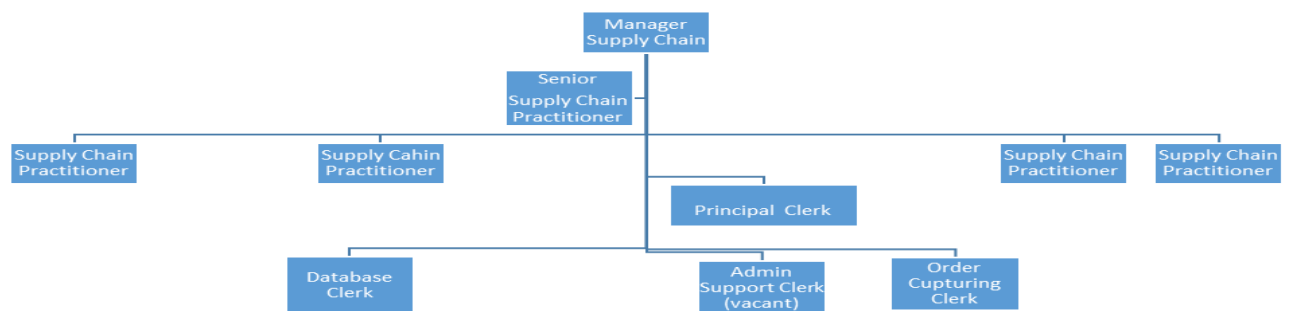 Manager
Supply Chain
Senior
Supply Chain
Practitioner
Supply Chain
Practitioner
Supply Cahin
Practitioner
Supply Chain
Practitioner
Supply Chain
Practitioner
Principal Clerk
Database
Clerk
Admin
Support Clerk
(vacant)
Order
Cupturing
Clerk